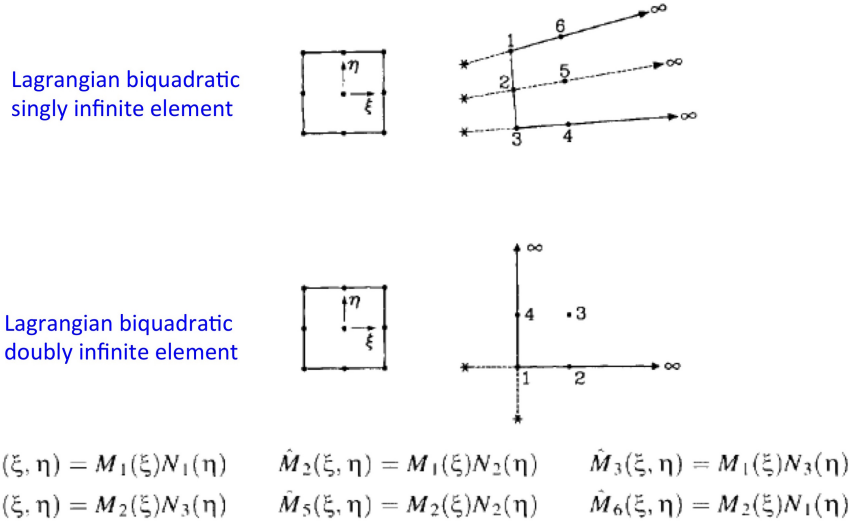 Lagrangian biquadratic
singly infinite element
η
ξ
1
6
∞
2
5
∞
3
4
∞
Lagrangian biquadratic
doubly infinite element
η
ξ
∞
4
3
1
2
∞
(ξ, η) = M₁(ξ)N₁(η) M̂₂(ξ, η) = M₁(ξ)N₂(η) M̂₃(ξ, η) = M₁(ξ)N₃(η)
(ξ, η) = M₂(ξ)N₃(η) M̂₅(ξ, η) = M₂(ξ)N₂(η) M̂₆(ξ, η) = M₂(ξ)N₁(η)